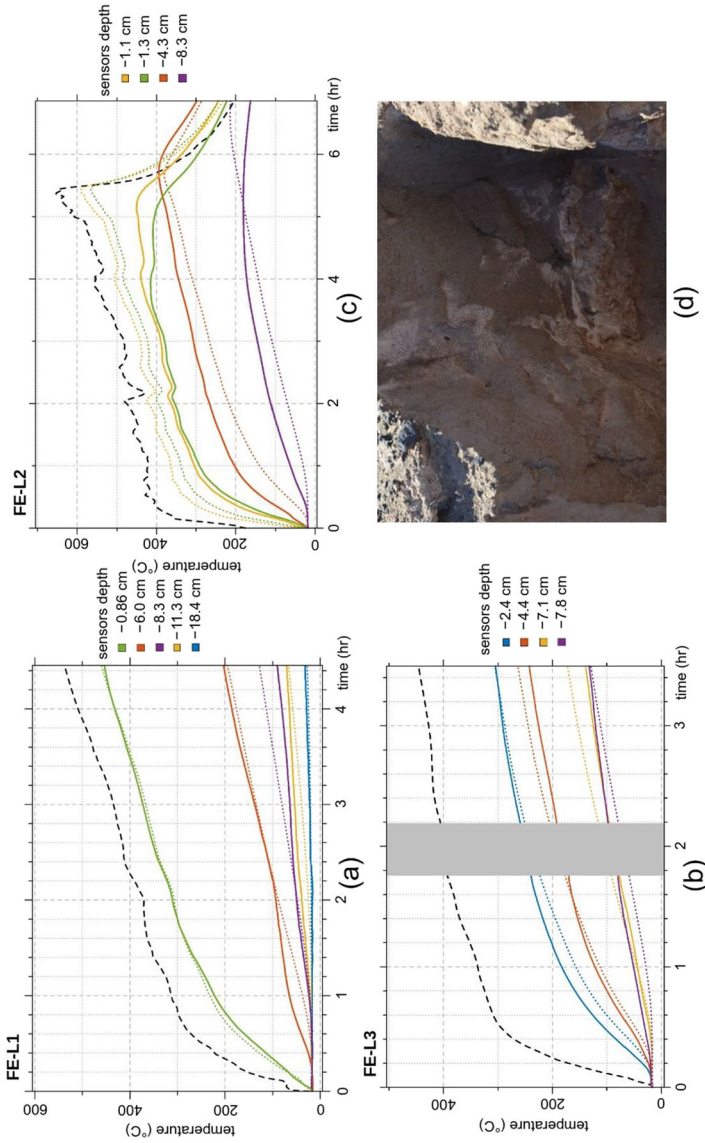 FE-L1
temperature (°C)
600
400
200
0
0
1
2
3
4
time (hr)
sensors depth
−0.86 cm
−6.0 cm
−8.3 cm
−11.3 cm
−18.4 cm
(a)
FE-L2
temperature (°C)
600
400
200
0
0
2
4
6
time (hr)
sensors depth
−1.1 cm
−1.3 cm
−4.3 cm
−8.3 cm
(c)
FE-L3
temperature (°C)
400
200
0
0
1
2
3
time (hr)
sensors depth
−2.4 cm
−4.4 cm
−7.1 cm
−7.8 cm
(b)
(d)